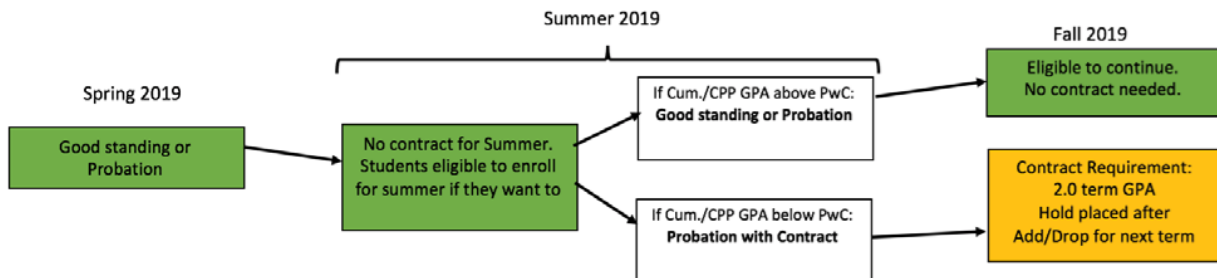 Summer 2019
Fall 2019
Spring 2019
Good standing or
Probation
No contract for Summer.
Students eligible to enroll
for summer if they want to
If Cum./CPP GPA above PwC:
Good standing or Probation
If Cum./CPP GPA below PwC:
Probation with Contract
Eligible to continue.
No contract needed.
Contract Requirement:
2.0 term GPA
Hold placed after
Add/Drop for next term